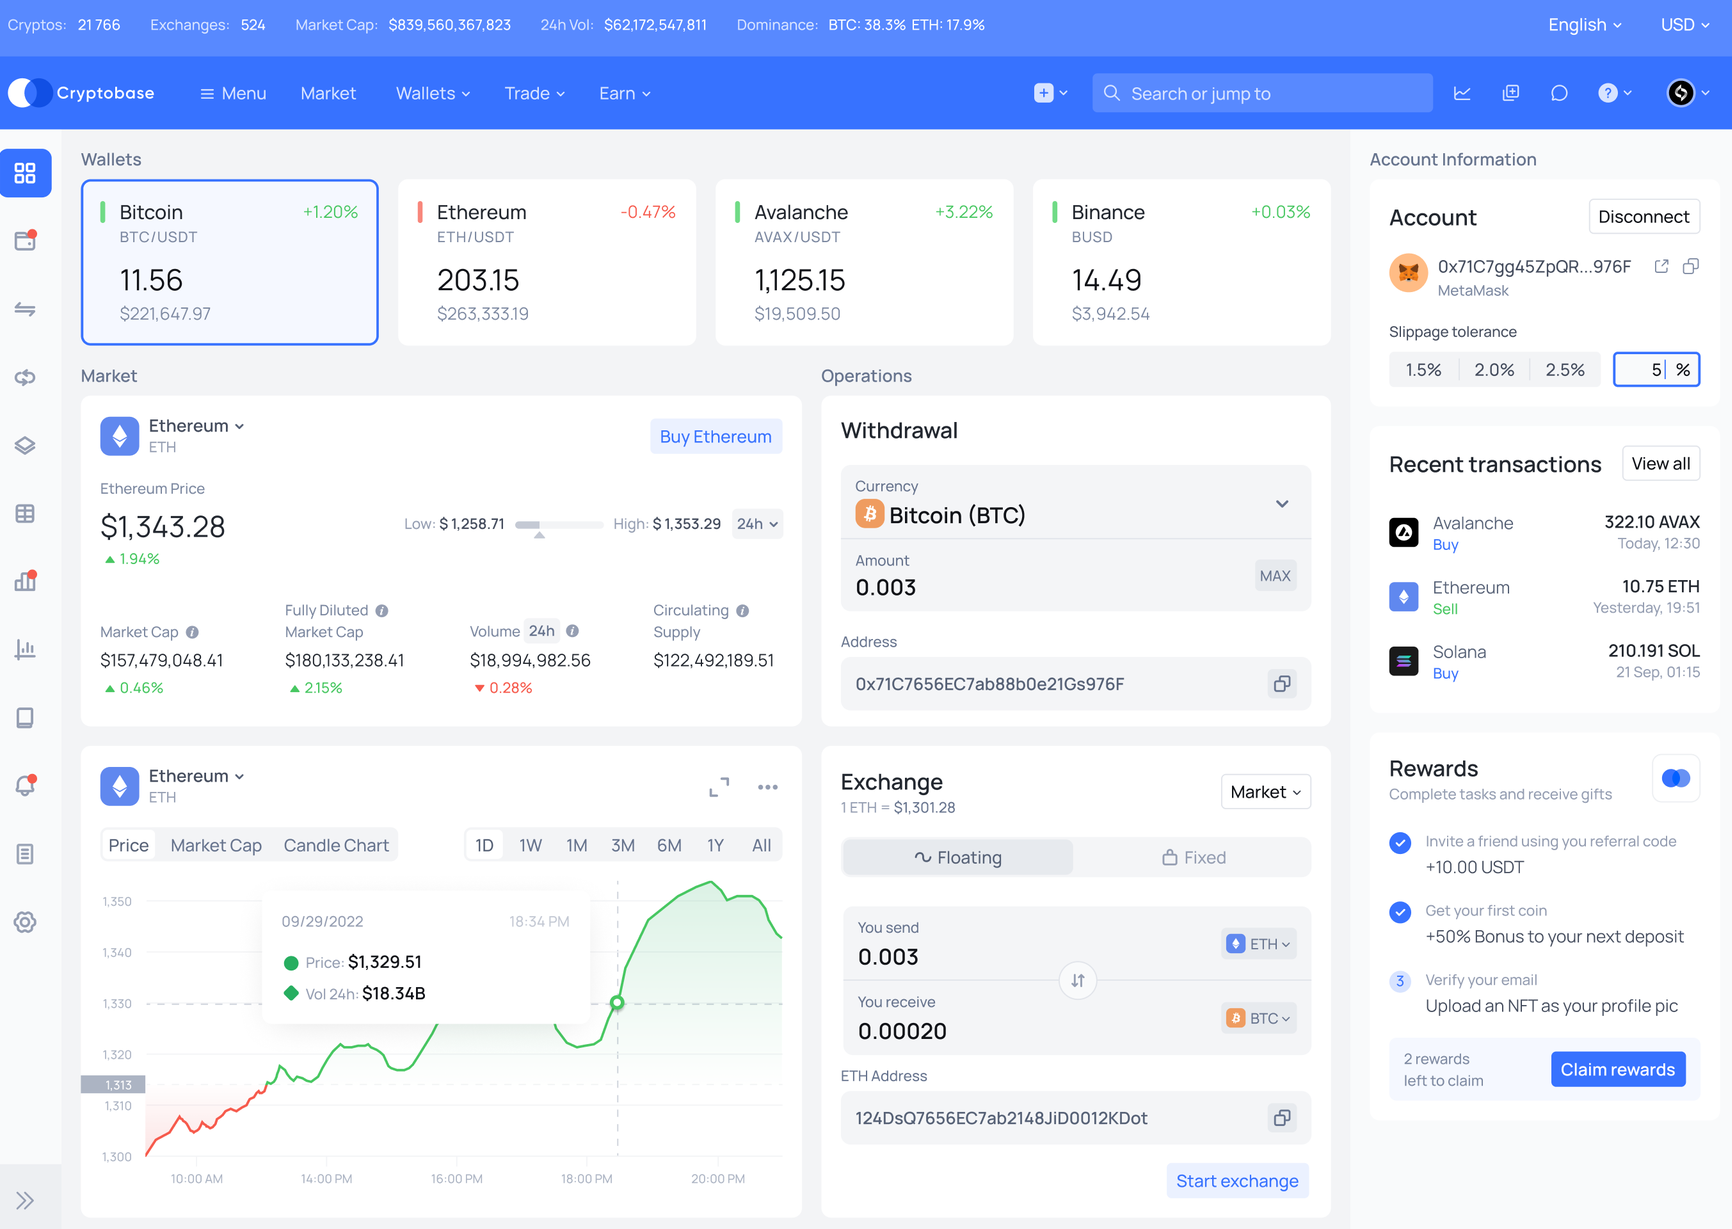 Cryptos: 21 766 Exchanges: 524 Market Cap: $839,560,367,823 24h Vol: $62,172,547,811 Dominance: BTC: 38.3% ETH: 17.9% English USD
Cryptobase Menu Market Wallets Trade Earn Search or jump to ?
Wallets
Bitcoin +1.20%
BTC/USDT
11.56
$221,647.97
Ethereum -0.47%
ETH/USDT
203.15
$263,333.19
Avalanche +3.22%
AVAX/USDT
1,125.15
$19,509.50
Binance +0.03%
BUSD
14.49
$3,942.54
Market
Ethereum
ETH
Buy Ethereum
Ethereum Price
$1,343.28
Low: $ 1,258.71 High: $ 1,353.29 24h
1.94%
Market Cap
$157,479,048.41
0.46%
Fully Diluted
Market Cap
$180,133,238.41
2.15%
Volume 24h
$18,994,982.56
0.28%
Circulating
Supply
$122,492,189.51
Ethereum
ETH
Price Market Cap Candle Chart 1D 1W 1M 3M 6M 1Y All
09/29/2022 18:34 PM
Price: $1,329.51
Vol 24h: $18.34B
1,350
1,340
1,330
1,320
1,313
1,310
1,300
10:00 AM 14:00 PM 16:00 PM 18:00 PM 20:00 PM
Operations
Withdrawal
Currency
Bitcoin (BTC)
Amount
0.003 MAX
Address
0x71C7656EC7ab88b0e21Gs976F
Exchange
1 ETH = $1,301.28
Market
Floating Fixed
You send
0.003 ETH
You receive
0.00020 BTC
ETH Address
124DsQ7656EC7ab2148JiD0012KDot
Start exchange
Account Information
Account Disconnect
0x71C7gg45ZpQR...976F
MetaMask
Slippage tolerance
1.5% 2.0% 2.5% 5 %
Recent transactions View all
Avalanche 322.10 AVAX
Buy Today, 12:30
Ethereum 10.75 ETH
Sell Yesterday, 19:51
Solana 210.191 SOL
Buy 21 Sep, 01:15
Rewards
Complete tasks and receive gifts
Invite a friend using you referral code
+10.00 USDT
Get your first coin
+50% Bonus to your next deposit
3 Verify your email
Upload an NFT as your profile pic
2 rewards
left to claim
Claim rewards